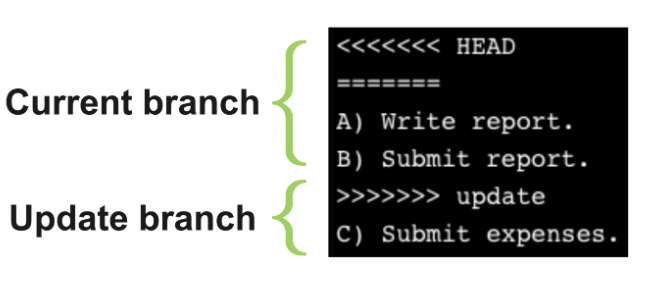 Current branch
<<<<<<< HEAD
=======
A) Write report.
B) Submit report.
Update branch
>>>>>>> update
C) Submit expenses.